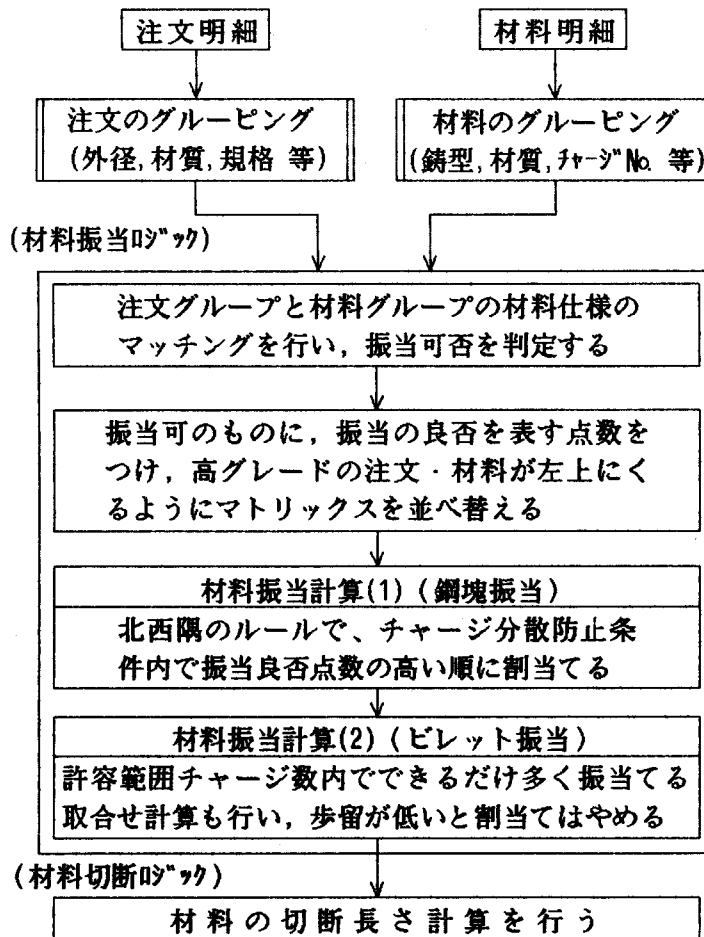 注文明細
材料明細
注文のグルーピング
(外径,材質,規格 等)
材料のグルーピング
(鋳型,材質,ﾁｬｰｼﾞNo. 等)
(材料振当ﾛｼﾞｯｸ)
注文グループと材料グループの材料仕様の
マッチングを行い，振当可否を判定する
振当可のものに，振当の良否を表す点数を
つけ，高グレードの注文・材料が左上にく
るようにマトリックスを並べ替える
材料振当計算(1)(鋼塊振当)
北西隅のルールで、チャージ分散防止条
件内で振当良否点数の高い順に割当てる
材料振当計算(2)(ビレット振当)
許容範囲チャージ数内でできるだけ多く振当てる
取合せ計算も行い，歩留が低いと割当てはやめる
(材料切断ﾛｼﾞｯｸ)
材料の切断長さ計算を行う